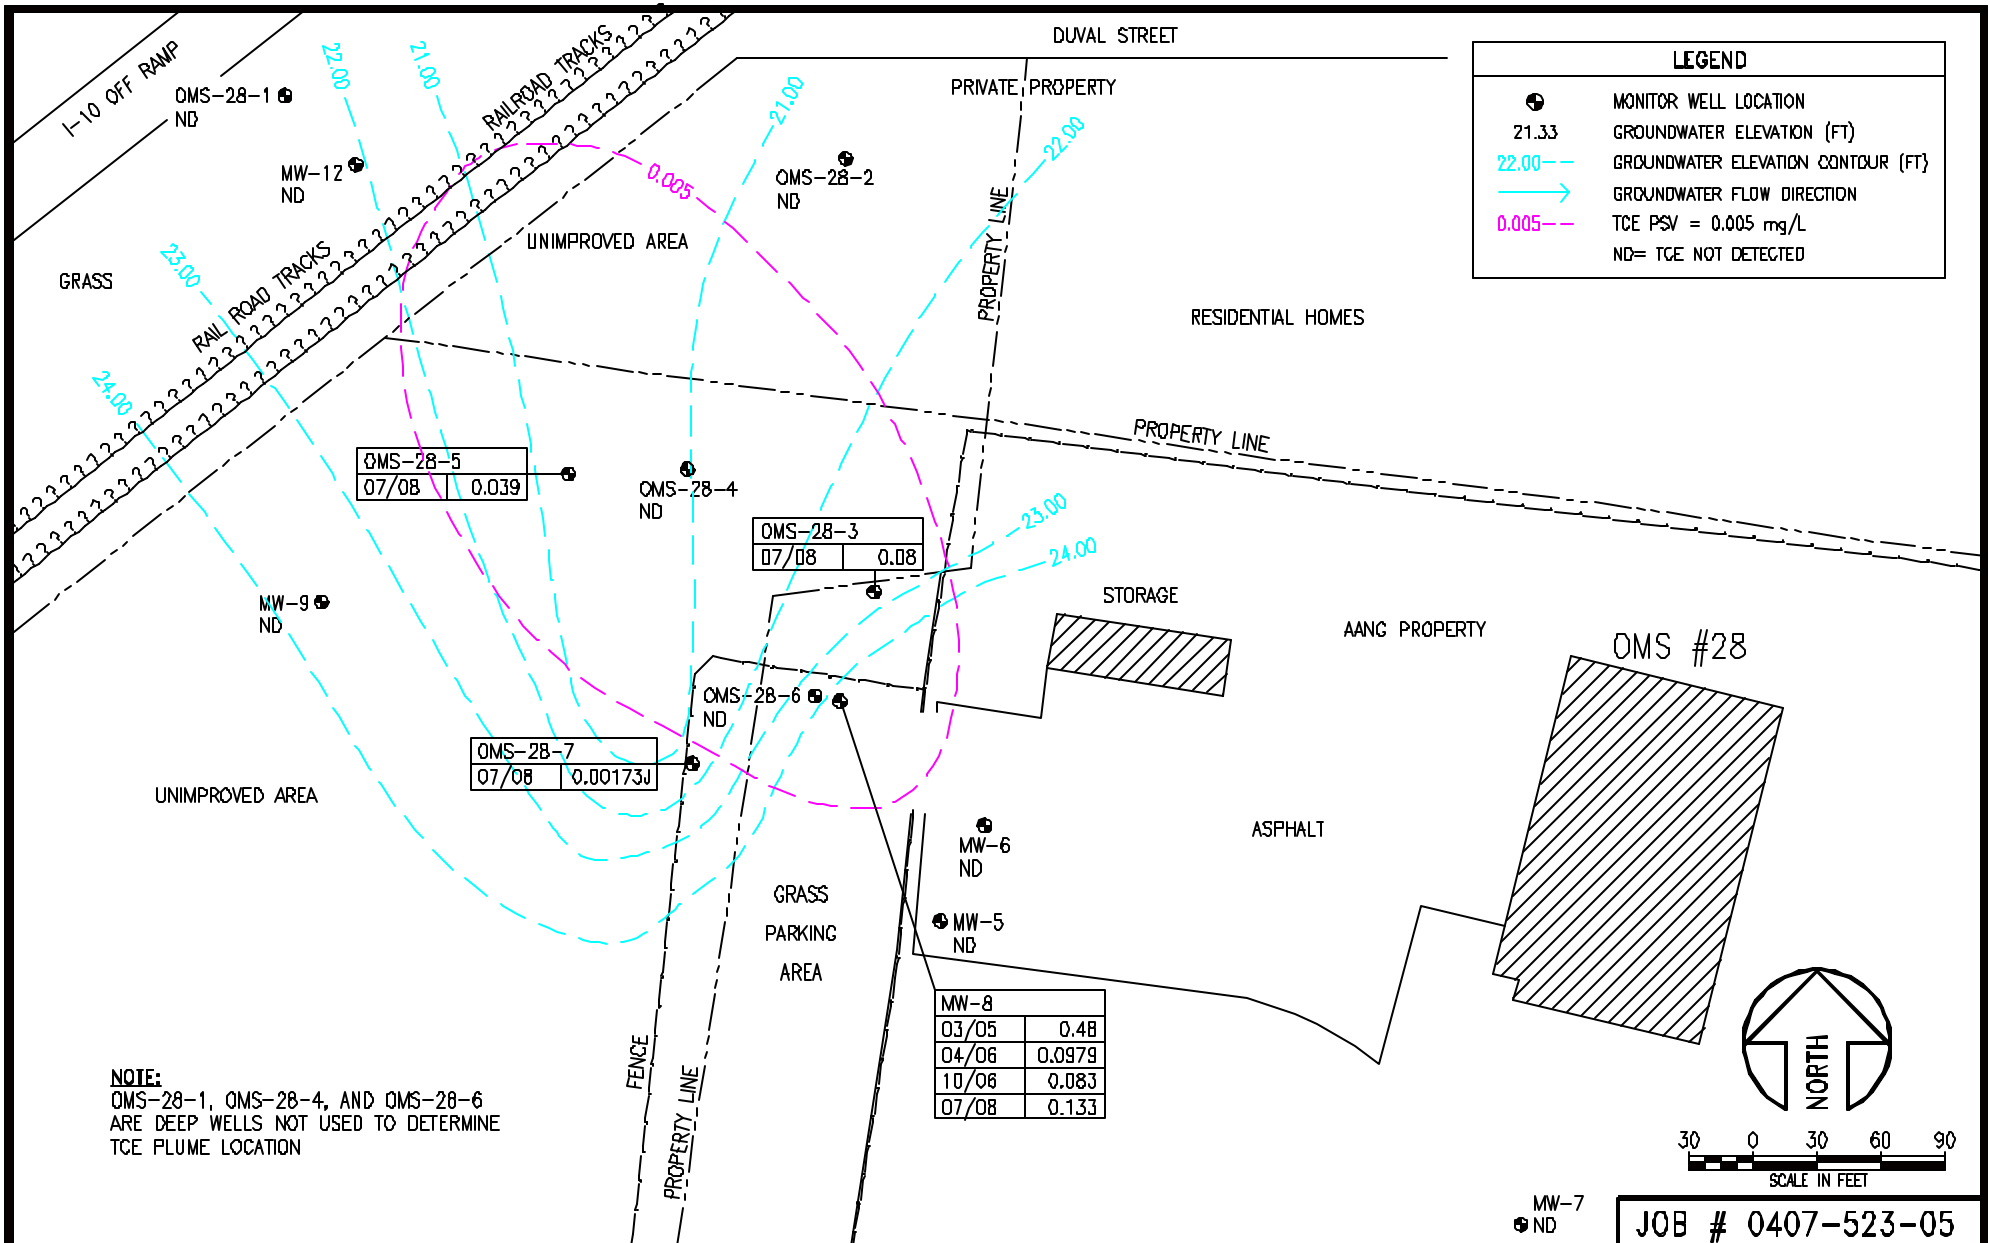 DUVAL STREET
I-10 OFF RAMP
22.00
21.00
RAILROAD TRACKS
OMS-28-1
ND
PRIVATE PROPERTY
21.00
22.00
LEGEND
MONITOR WELL LOCATION
21.33 GROUNDWATER ELEVATION (FT)
22.00-- GROUNDWATER ELEVATION CONTOUR (FT)
GROUNDWATER FLOW DIRECTION
0.005-- TCE PSV = 0.005 mg/L
ND= TCE NOT DETECTED
MW-12
ND
0.005
OMS-28-2
ND
PROPERTY LINE
UNIMPROVED AREA
23.00
GRASS
RAIL ROAD TRACKS
RESIDENTIAL HOMES
24.00
PROPERTY LINE
OMS-28-5
07/08 0.039
OMS-28-4
ND
OMS-28-3
07/08 0.08
23.00
24.00
MW-9
ND
STORAGE
AANG PROPERTY
OMS #28
OMS-28-6
ND
OMS-28-7
07/08 0.00173J
UNIMPROVED AREA
ASPHALT
MW-6
ND
GRASS
PARKING
AREA
MW-5
ND
MW-8
03/05 0.48
04/06 0.0979
10/06 0.083
07/08 0.133
FENCE
PROPERTY LINE
NOTE:
OMS-28-1, OMS-28-4, AND OMS-28-6
ARE DEEP WELLS NOT USED TO DETERMINE
TCE PLUME LOCATION
NORTH
30 0 30 60 90
SCALE IN FEET
MW-7
ND
JOB # 0407-523-05